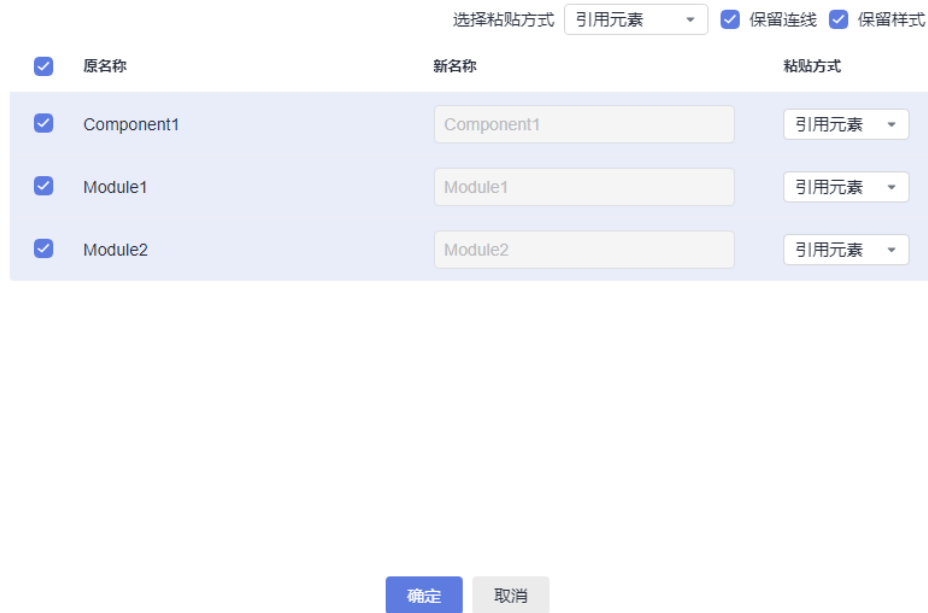 选择粘贴方式 引用元素 保留连线 保留样式
原名称 新名称 粘贴方式
Component1 Component1 引用元素
Module1 Module1 引用元素
Module2 Module2 引用元素
确定 取消